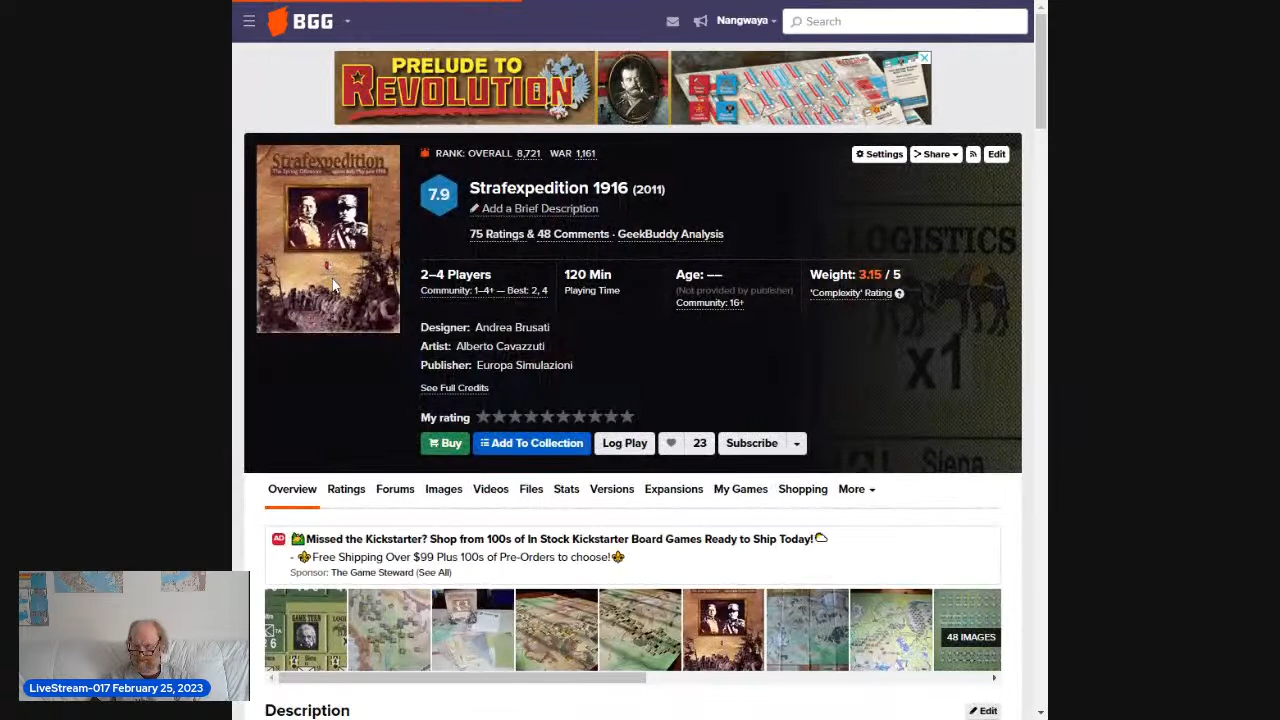 BGG
Nangwaya
Search
PRELUDE TO
REVOLUTION
Strafexpedition
RANK: OVERALL 8,721 WAR 1,161
Settings
Share
Edit
7.9
Strafexpedition 1916 (2011)
Add a Brief Description
75 Ratings & 48 Comments · GeekBuddy Analysis
LOGISTICS
x1
Siena
2–4 Players
Community: 1–4+ — Best: 2, 4
120 Min
Playing Time
Age: ––
(Not provided by publisher)
Community: 16+
Weight: 3.15 / 5
'Complexity' Rating
Designer: Andrea Brusati
Artist: Alberto Cavazzuti
Publisher: Europa Simulazioni
See Full Credits
My rating
Buy
Add To Collection
Log Play
23
Subscribe
Overview Ratings Forums Images Videos Files Stats Versions Expansions My Games Shopping More
AD Missed the Kickstarter? Shop from 100s of In Stock Kickstarter Board Games Ready to Ship Today!
- Free Shipping Over $99 Plus 100s of Pre-Orders to choose!
Sponsor: The Game Steward (See All)
GAME TURN
48 IMAGES
LiveStream-017 February 25, 2023
Description
Edit